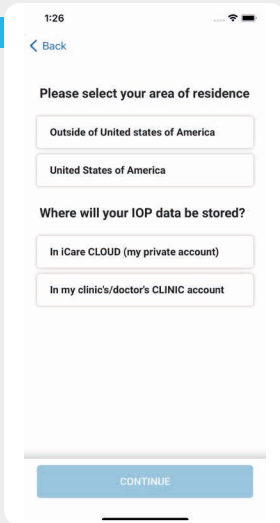 1:26
Back
Please select your area of residence
Outside of United states of America
United States of America
Where will your IOP data be stored?
In iCare CLOUD (my private account)
In my clinic's/doctor's CLINIC account
CONTINUE